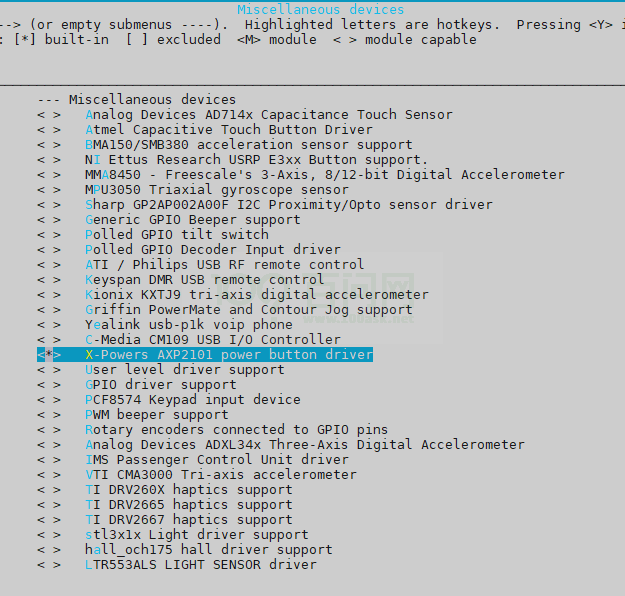 Miscellaneous devices
--> (or empty submenus ----).  Highlighted letters are hotkeys.  Pressing <Y> i
: [*] built-in  [ ] excluded  <M> module  < > module capable
--- Miscellaneous devices
< >   Analog Devices AD714x Capacitance Touch Sensor
< >   Atmel Capacitive Touch Button Driver
< >   BMA150/SMB380 acceleration sensor support
< >   NI Ettus Research USRP E3xx Button support.
< >   MMA8450 - Freescale's 3-Axis, 8/12-bit Digital Accelerometer
< >   MPU3050 Triaxial gyroscope sensor
< >   Sharp GP2AP002A00F I2C Proximity/Opto sensor driver
< >   Generic GPIO Beeper support
< >   Polled GPIO tilt switch
< >   Polled GPIO Decoder Input driver
< >   ATI / Philips USB RF remote control
< >   Keyspan DMR USB remote control
< >   Kionix KXTJ9 tri-axis digital accelerometer
< >   Griffin PowerMate and Contour Jog support
< >   Yealink usb-p1k voip phone
< >   C-Media CM109 USB I/O Controller
<*>   X-Powers AXP2101 power button driver
< >   User level driver support
< >   GPIO driver support
< >   PCF8574 Keypad input device
< >   PWM beeper support
< >   Rotary encoders connected to GPIO pins
< >   Analog Devices ADXL34x Three-Axis Digital Accelerometer
< >   IMS Passenger Control Unit driver
< >   VTI CMA3000 Tri-axis accelerometer
< >   TI DRV260X haptics support
< >   TI DRV2665 haptics support
< >   TI DRV2667 haptics support
< >   stl3x1x Light driver support
< >   hall_och175 hall driver support
< >   LTR553ALS LIGHT SENSOR driver